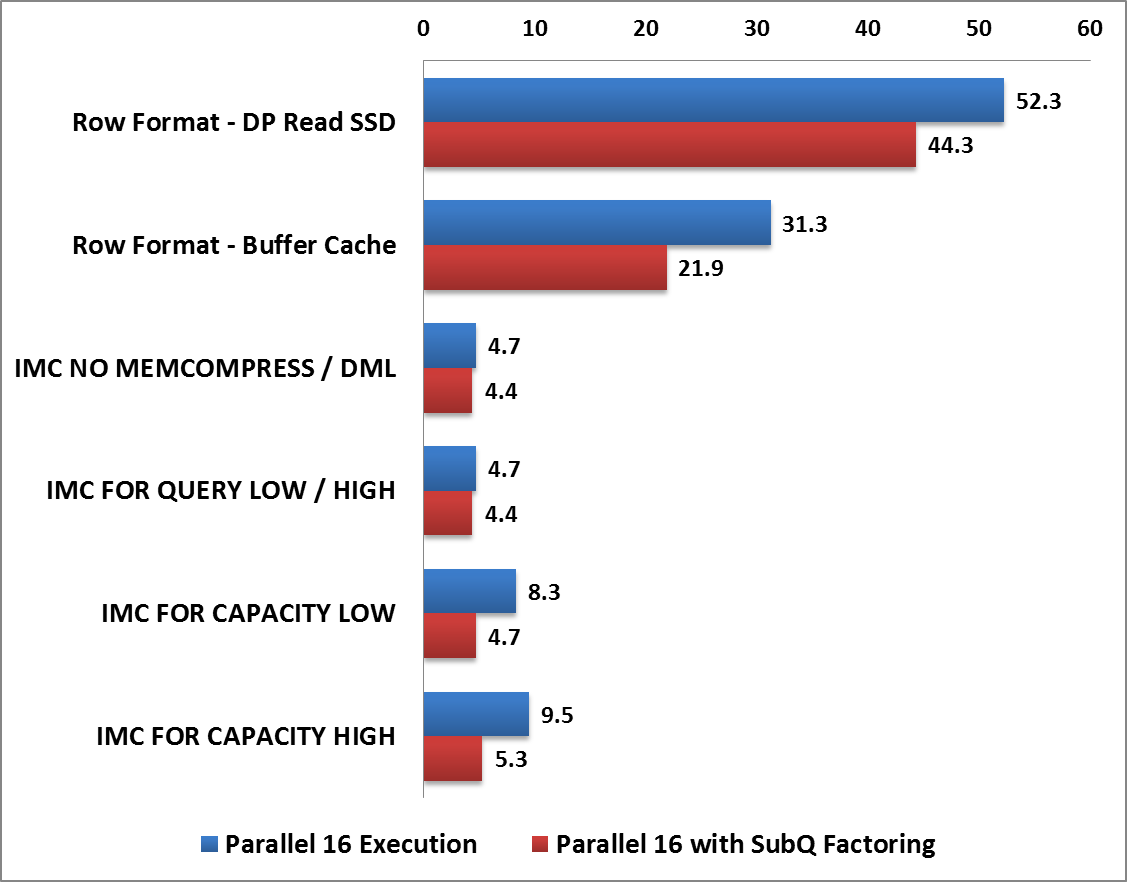 0 10 20 30 40 50 60
Row Format - DP Read SSD
52.3
44.3
Row Format - Buffer Cache
31.3
21.9
IMC NO MEMCOMPRESS / DML
4.7
4.4
IMC FOR QUERY LOW / HIGH
4.7
4.4
IMC FOR CAPACITY LOW
8.3
4.7
IMC FOR CAPACITY HIGH
9.5
5.3
Parallel 16 Execution Parallel 16 with SubQ Factoring